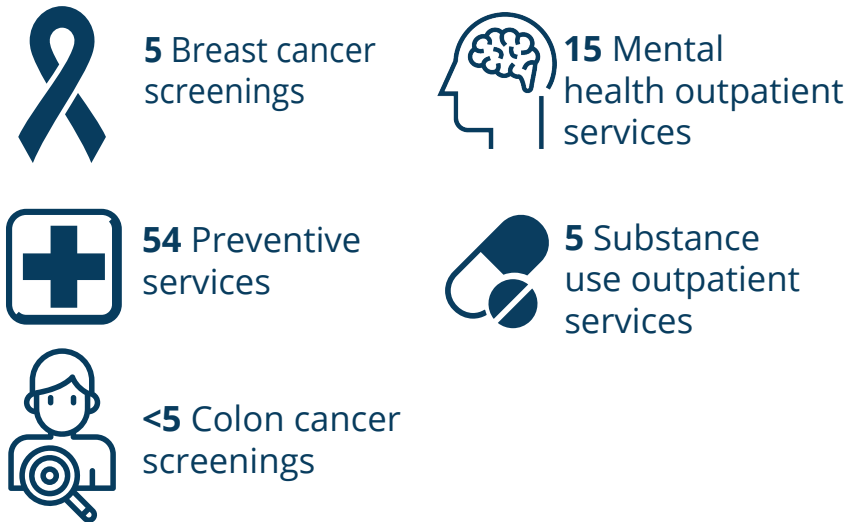 5 Breast cancer
screenings
15 Mental
health outpatient
services
54 Preventive
services
5 Substance
use outpatient
services
<5 Colon cancer
screenings